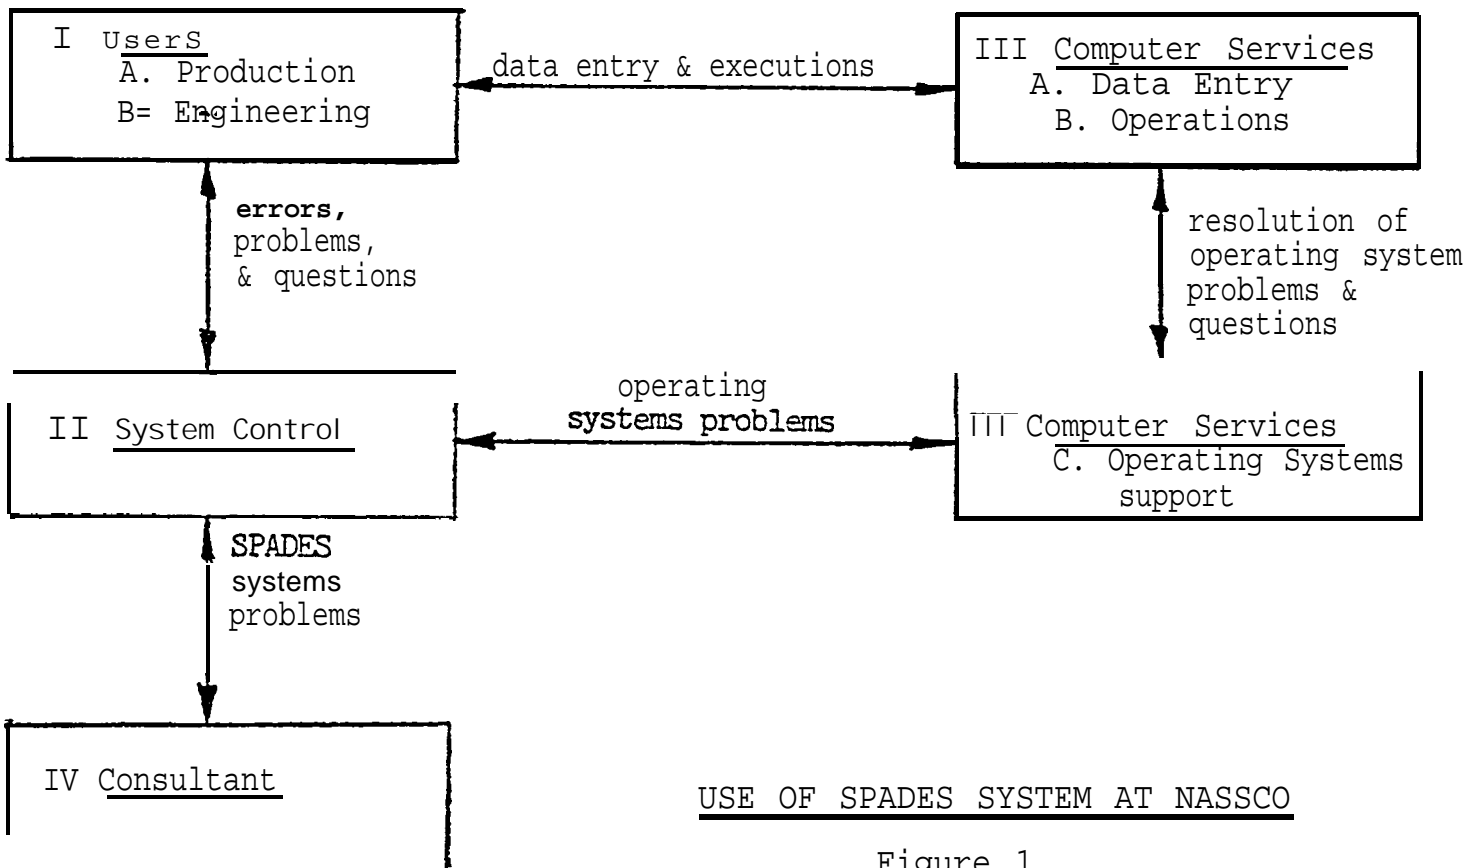 I UserS
A. Production
B= Engineering
data entry & executions
III Computer Services
A. Data Entry
B. Operations
errors,
problems,
& questions
resolution of
operating system
problems &
questions
II System Control
operating
systems problems
III Computer Services
C. Operating Systems
support
SPADES
systems
problems
IV Consultant
USE OF SPADES SYSTEM AT NASSCO
Figure 1